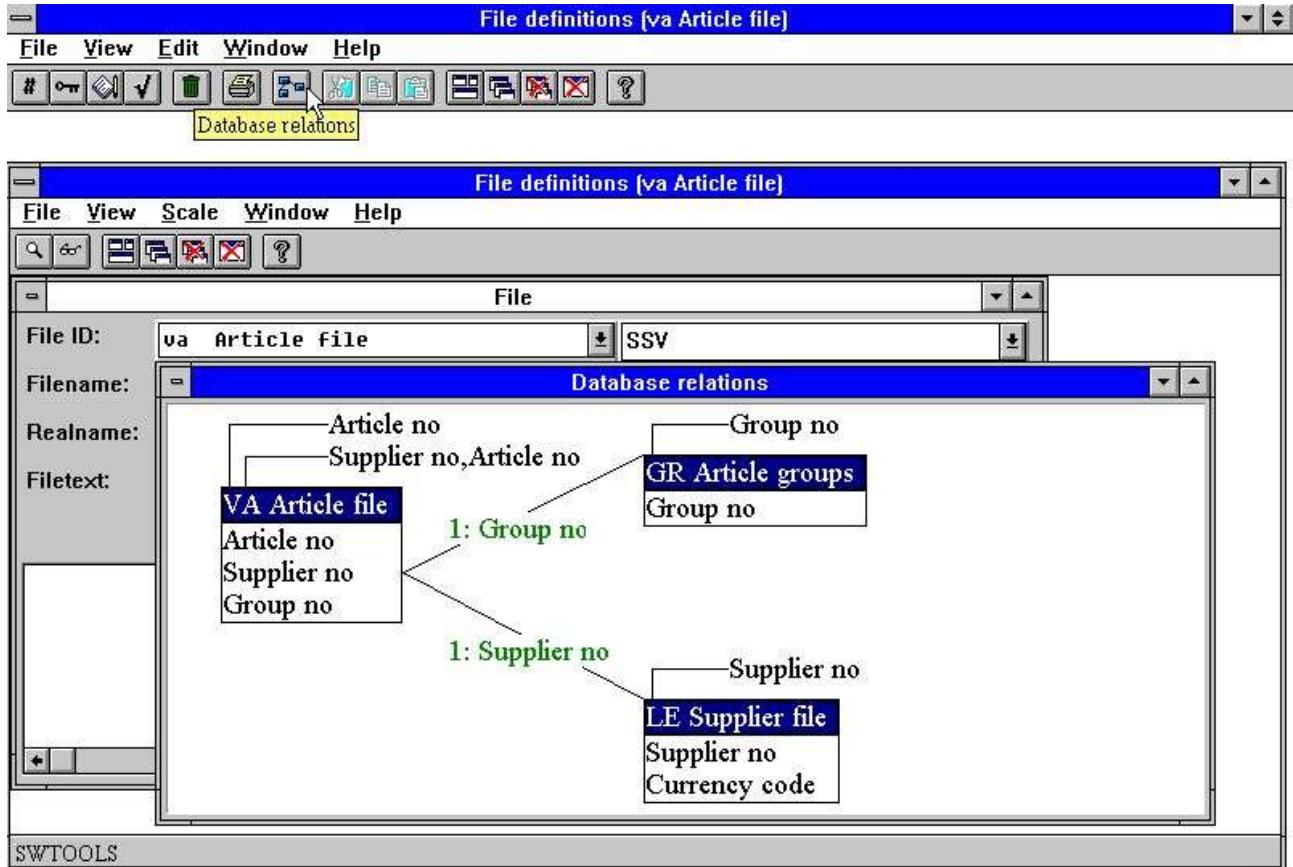 File definitions (va Article file)
File View Edit Window Help
#
?
Database relations
File definitions (va Article file)
File View Scale Window Help
?
File
File ID: va Article file SSV
Filename:
Database relations
Realname:
Filetext:
Article no
Supplier no,Article no
VA Article file
Article no
Supplier no
Group no
1: Group no
Group no
GR Article groups
Group no
1: Supplier no
Supplier no
LE Supplier file
Supplier no
Currency code
SWTOOLS